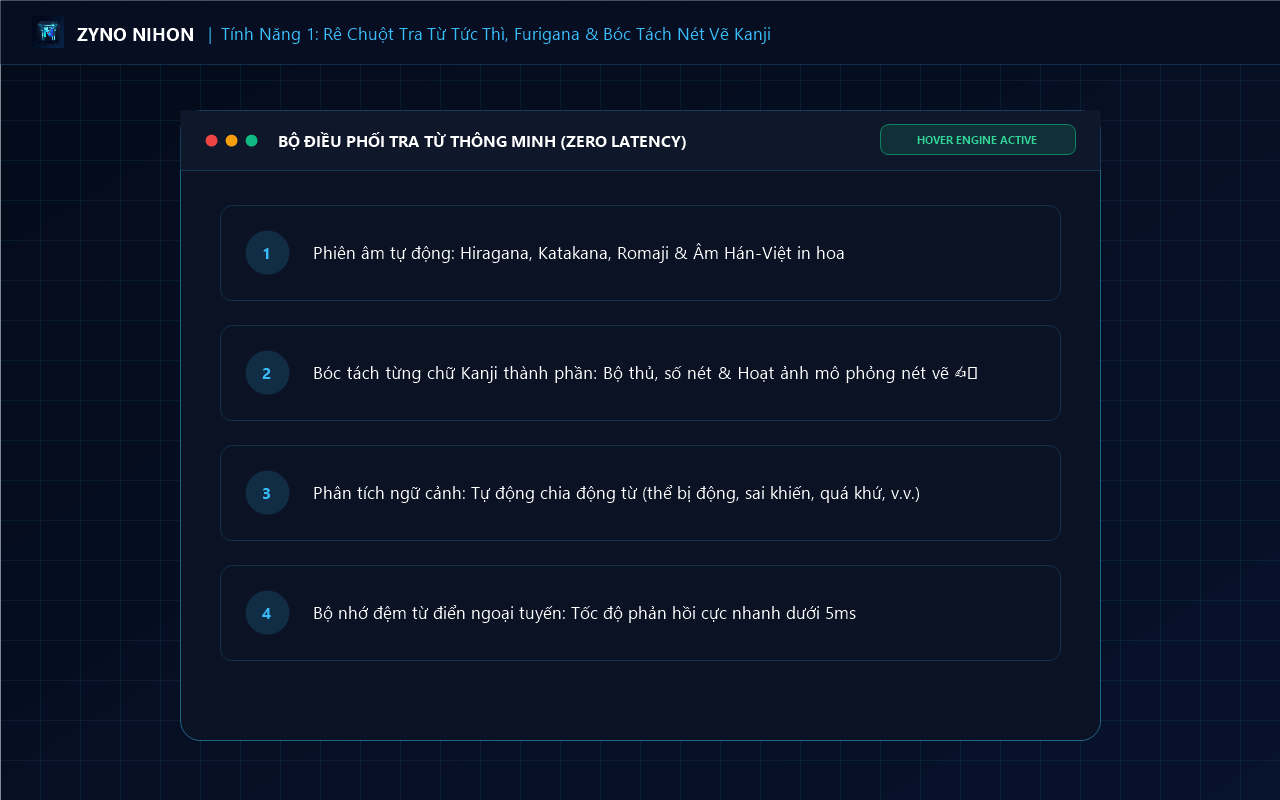 ZYNO NIHON | Tính Năng 1: Rê Chuột Tra Từ Tức Thì, Furigana & Bóc Tách Nét Vẽ Kanji
BỘ ĐIỀU PHỐI TRA TỪ THÔNG MINH (ZERO LATENCY)
HOVER ENGINE ACTIVE
1 Phiên âm tự động: Hiragana, Katakana, Romaji & Âm Hán-Việt in hoa
2 Bóc tách từng chữ Kanji thành phần: Bộ thủ, số nét & Hoạt ảnh mô phỏng nét vẽ ✍▯
3 Phân tích ngữ cảnh: Tự động chia động từ (thể bị động, sai khiến, quá khứ, v.v.)
4 Bộ nhớ đệm từ điển ngoại tuyến: Tốc độ phản hồi cực nhanh dưới 5ms